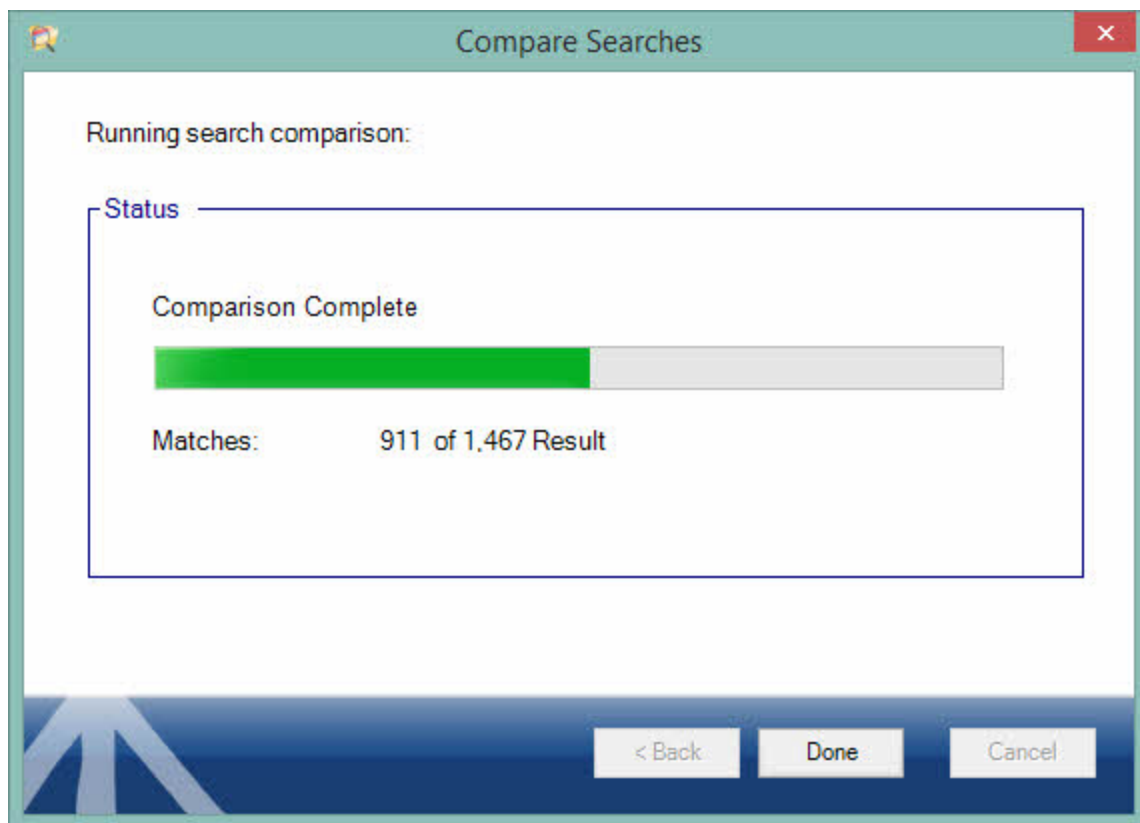 Compare Searches
Running search comparison:
Status
Comparison Complete
Matches: 911 of 1,467 Result
< Back Done Cancel